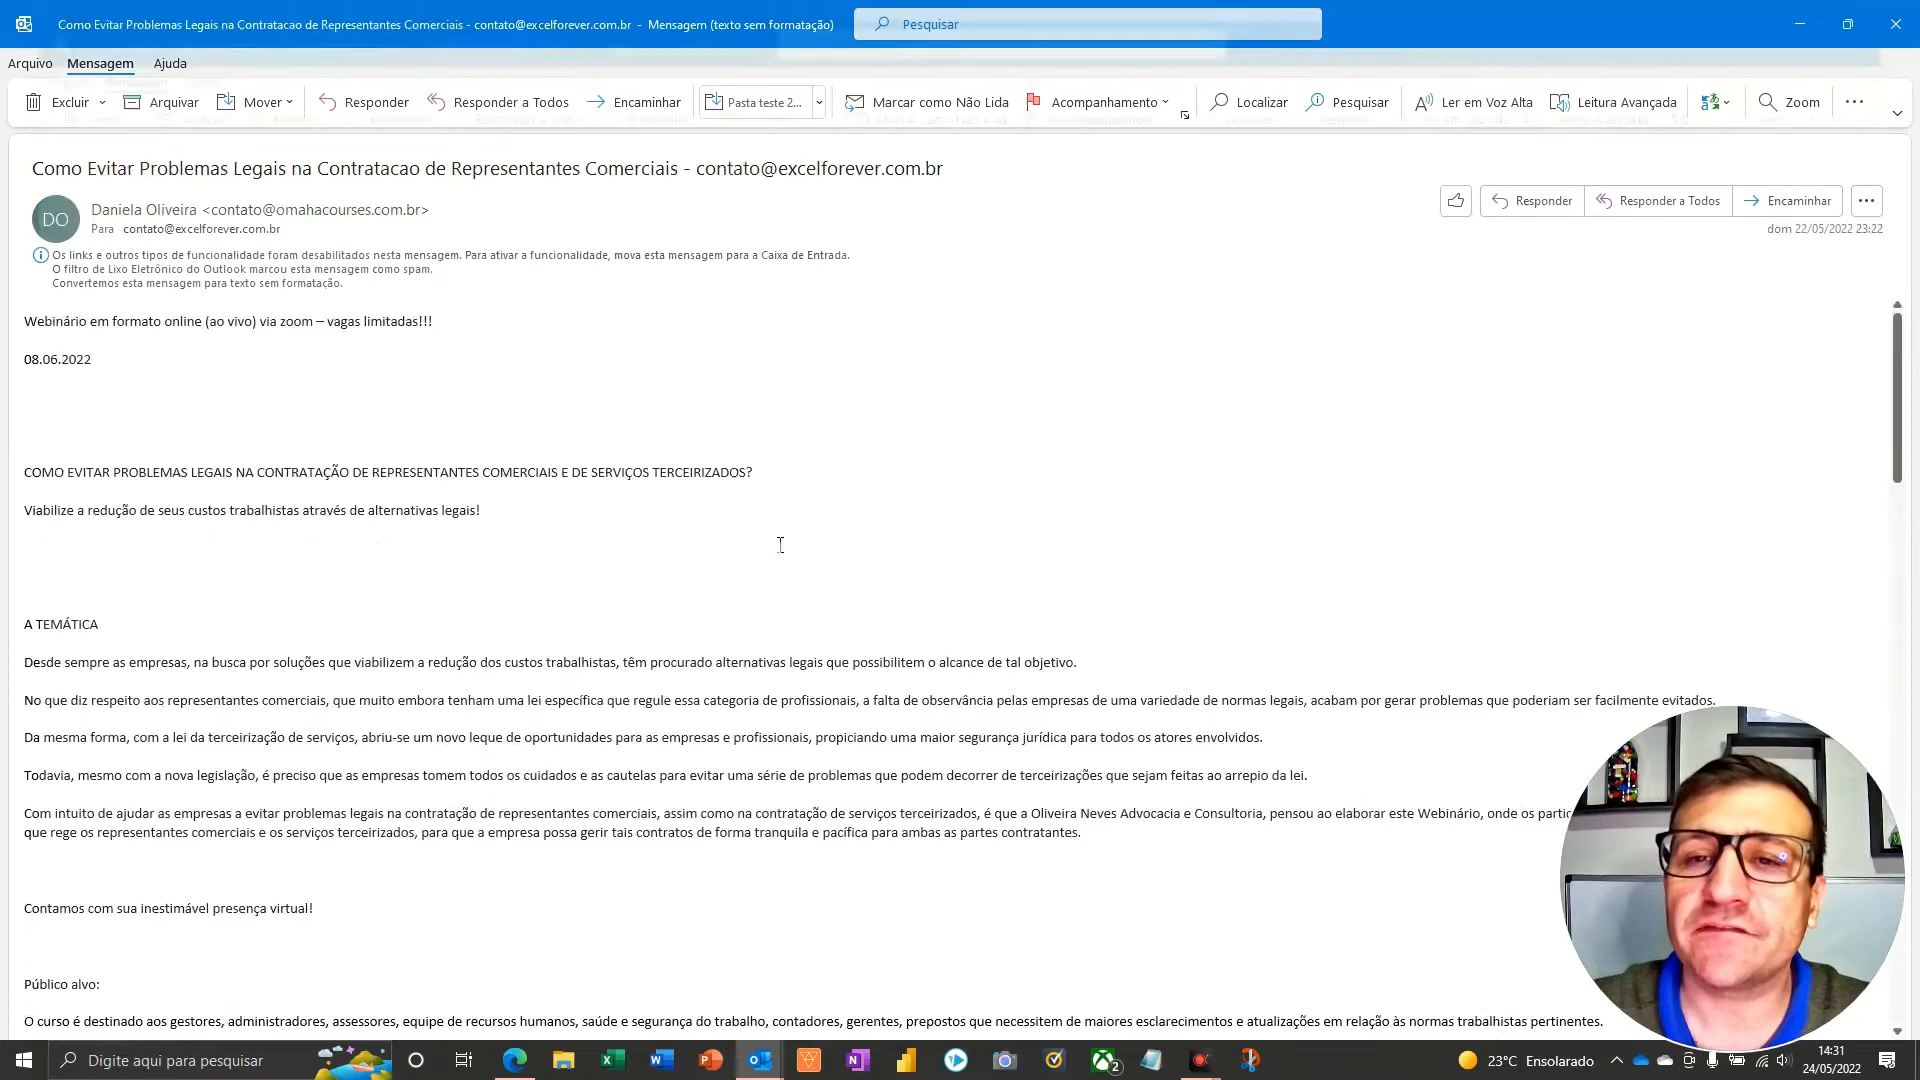 Como Evitar Problemas Legais na Contratacao de Representantes Comerciais - contato@excelforever.com.br - Mensagem (texto sem formatação)
Pesquisar
Arquivo Mensagem Ajuda
Excluir Arquivar Mover Responder Responder a Todos Encaminhar Pasta teste 2... Marcar como Não Lida Acompanhamento Localizar Pesquisar Ler em Voz Alta Leitura Avançada Zoom
Como Evitar Problemas Legais na Contratacao de Representantes Comerciais - contato@excelforever.com.br
DO
Daniela Oliveira <contato@omahacourses.com.br>
Para contato@excelforever.com.br
Responder Responder a Todos Encaminhar
dom 22/05/2022 23:22
Os links e outros tipos de funcionalidade foram desabilitados nesta mensagem. Para ativar a funcionalidade, mova esta mensagem para a Caixa de Entrada.
O filtro de Lixo Eletrônico do Outlook marcou esta mensagem como spam.
Convertemos esta mensagem para texto sem formatação.
Webinário em formato online (ao vivo) via zoom – vagas limitadas!!!
08.06.2022
COMO EVITAR PROBLEMAS LEGAIS NA CONTRATAÇÃO DE REPRESENTANTES COMERCIAIS E DE SERVIÇOS TERCEIRIZADOS?
Viabilize a redução de seus custos trabalhistas através de alternativas legais!
A TEMÁTICA
Desde sempre as empresas, na busca por soluções que viabilizem a redução dos custos trabalhistas, têm procurado alternativas legais que possibilitem o alcance de tal objetivo.
No que diz respeito aos representantes comerciais, que muito embora tenham uma lei específica que regule essa categoria de profissionais, a falta de observância pelas empresas de uma variedade de normas legais, acabam por gerar problemas que poderiam ser facilmente evitados.
Da mesma forma, com a lei da terceirização de serviços, abriu-se um novo leque de oportunidades para as empresas e profissionais, propiciando uma maior segurança jurídica para todos os atores envolvidos.
Todavia, mesmo com a nova legislação, é preciso que as empresas tomem todos os cuidados e as cautelas para evitar uma série de problemas que podem decorrer de terceirizações que sejam feitas ao arrepio da lei.
Com intuito de ajudar as empresas a evitar problemas legais na contratação de representantes comerciais, assim como na contratação de serviços terceirizados, é que a Oliveira Neves Advocacia e Consultoria, pensou ao elaborar este Webinário, onde os partic
que rege os representantes comerciais e os serviços terceirizados, para que a empresa possa gerir tais contratos de forma tranquila e pacífica para ambas as partes contratantes.
Contamos com sua inestimável presença virtual!
Público alvo:
O curso é destinado aos gestores, administradores, assessores, equipe de recursos humanos, saúde e segurança do trabalho, contadores, gerentes, prepostos que necessitem de maiores esclarecimentos e atualizações em relação às normas trabalhistas pertinentes.
Digite aqui para pesquisar
2
23°C Ensolarado
14:31
24/05/2022